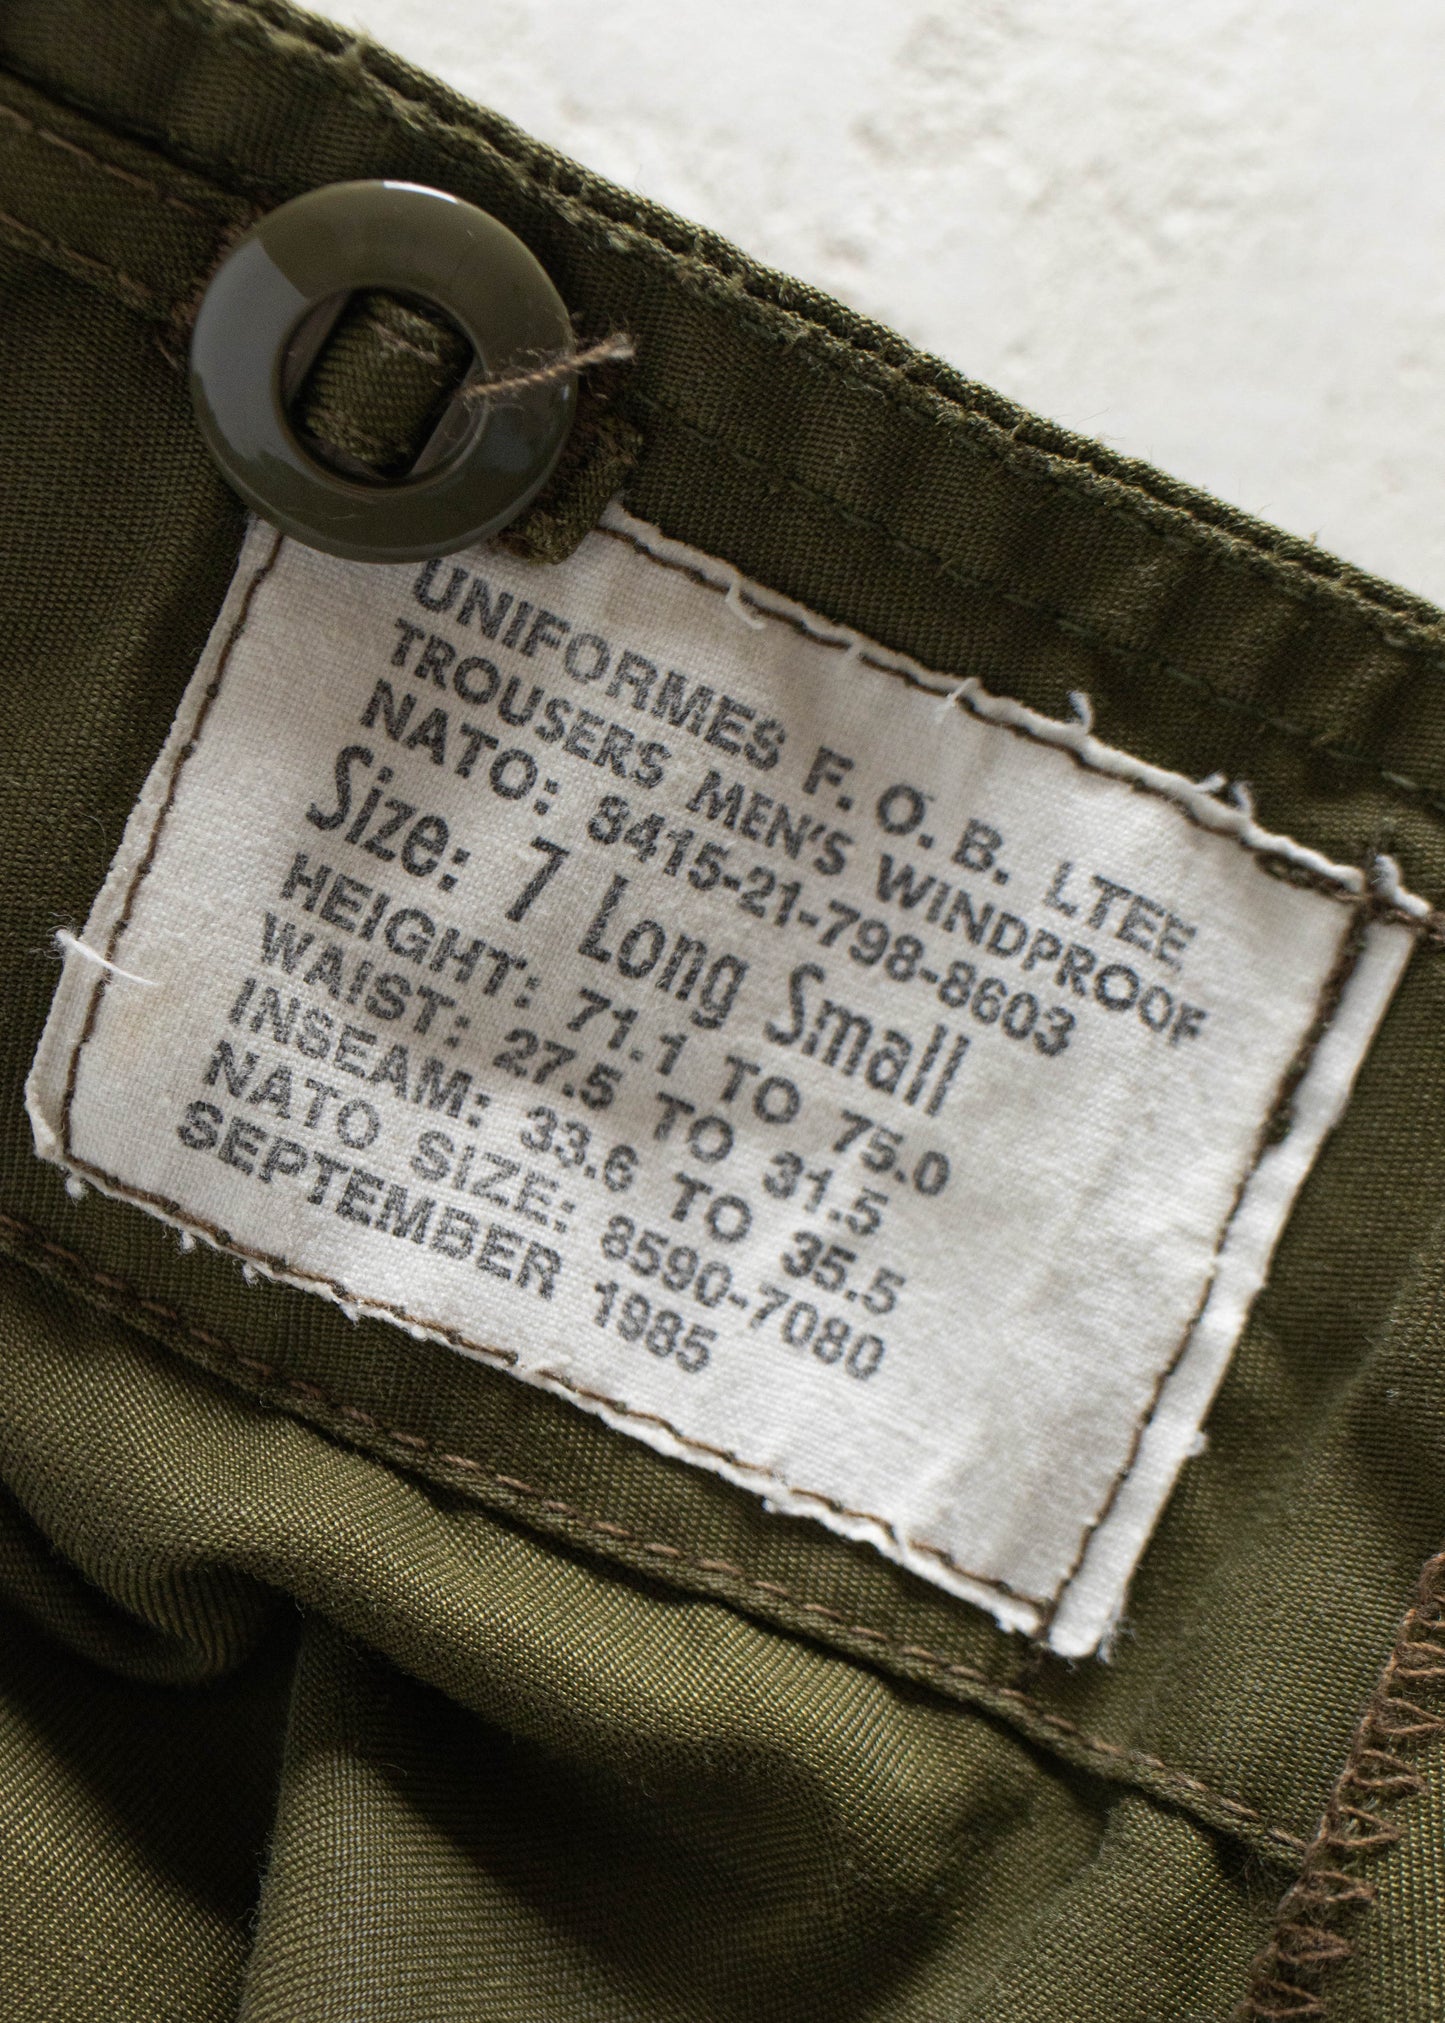 UNIFORMES F. O. B. LTEE
TROUSERS MEN'S WINDPROOF
NATO: 8415-21-798-8603
Size: 7 Long Small
HEIGHT: 71.1 TO 75.0
WAIST: 27.5 TO 31.5
INSEAM: 33.6 TO 35.5
NATO SIZE: 8590-7080
SEPTEMBER 1985